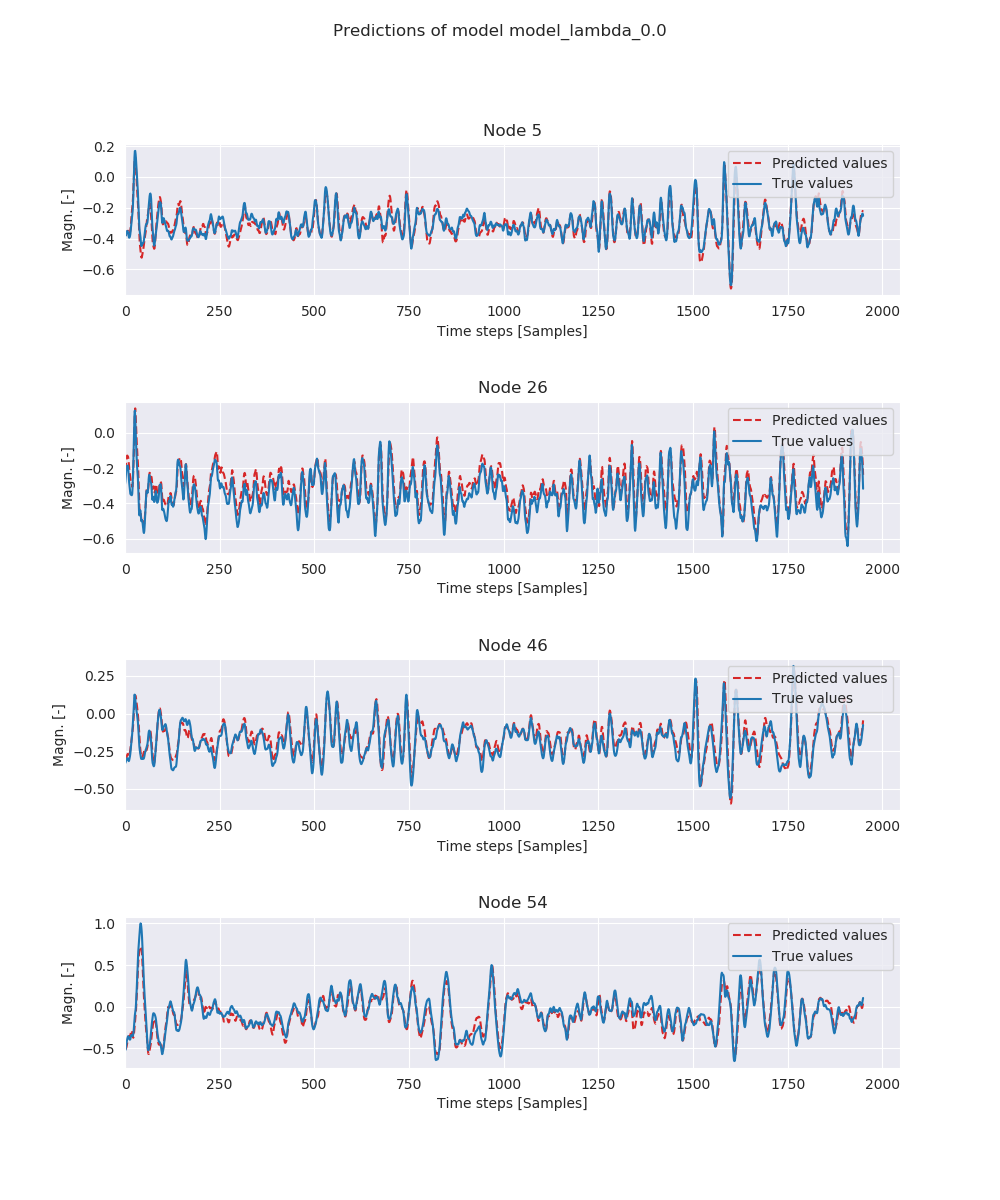 Predictions of model model_lambda_0.0
Node 5
0.2
0.0
−0.2
−0.4
−0.6
Magn. [-]
Predicted values
True values
0 250 500 750 1000 1250 1500 1750 2000
Time steps [Samples]
Node 26
0.0
−0.2
−0.4
−0.6
Magn. [-]
Predicted values
True values
0 250 500 750 1000 1250 1500 1750 2000
Time steps [Samples]
Node 46
0.25
0.00
−0.25
−0.50
Magn. [-]
Predicted values
True values
0 250 500 750 1000 1250 1500 1750 2000
Time steps [Samples]
Node 54
1.0
0.5
0.0
−0.5
Magn. [-]
Predicted values
True values
0 250 500 750 1000 1250 1500 1750 2000
Time steps [Samples]